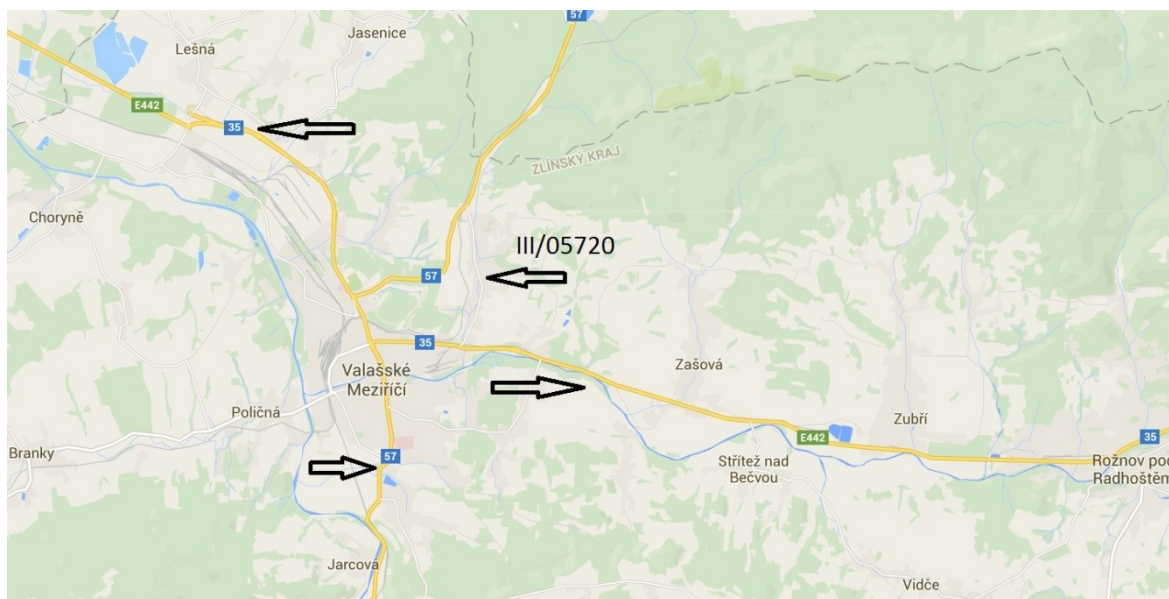 57
Lešná
Jasenice
E442
35
ZLÍNSKÝ KRAJ
Choryně
III/05720
57
35
Valašské
Meziříčí
Zašová
Poličná
Zubří
E442
35
Branky
57
Střítež nad
Bečvou
Rožnov pod
Radhoštěm
Jarcová
Vidče